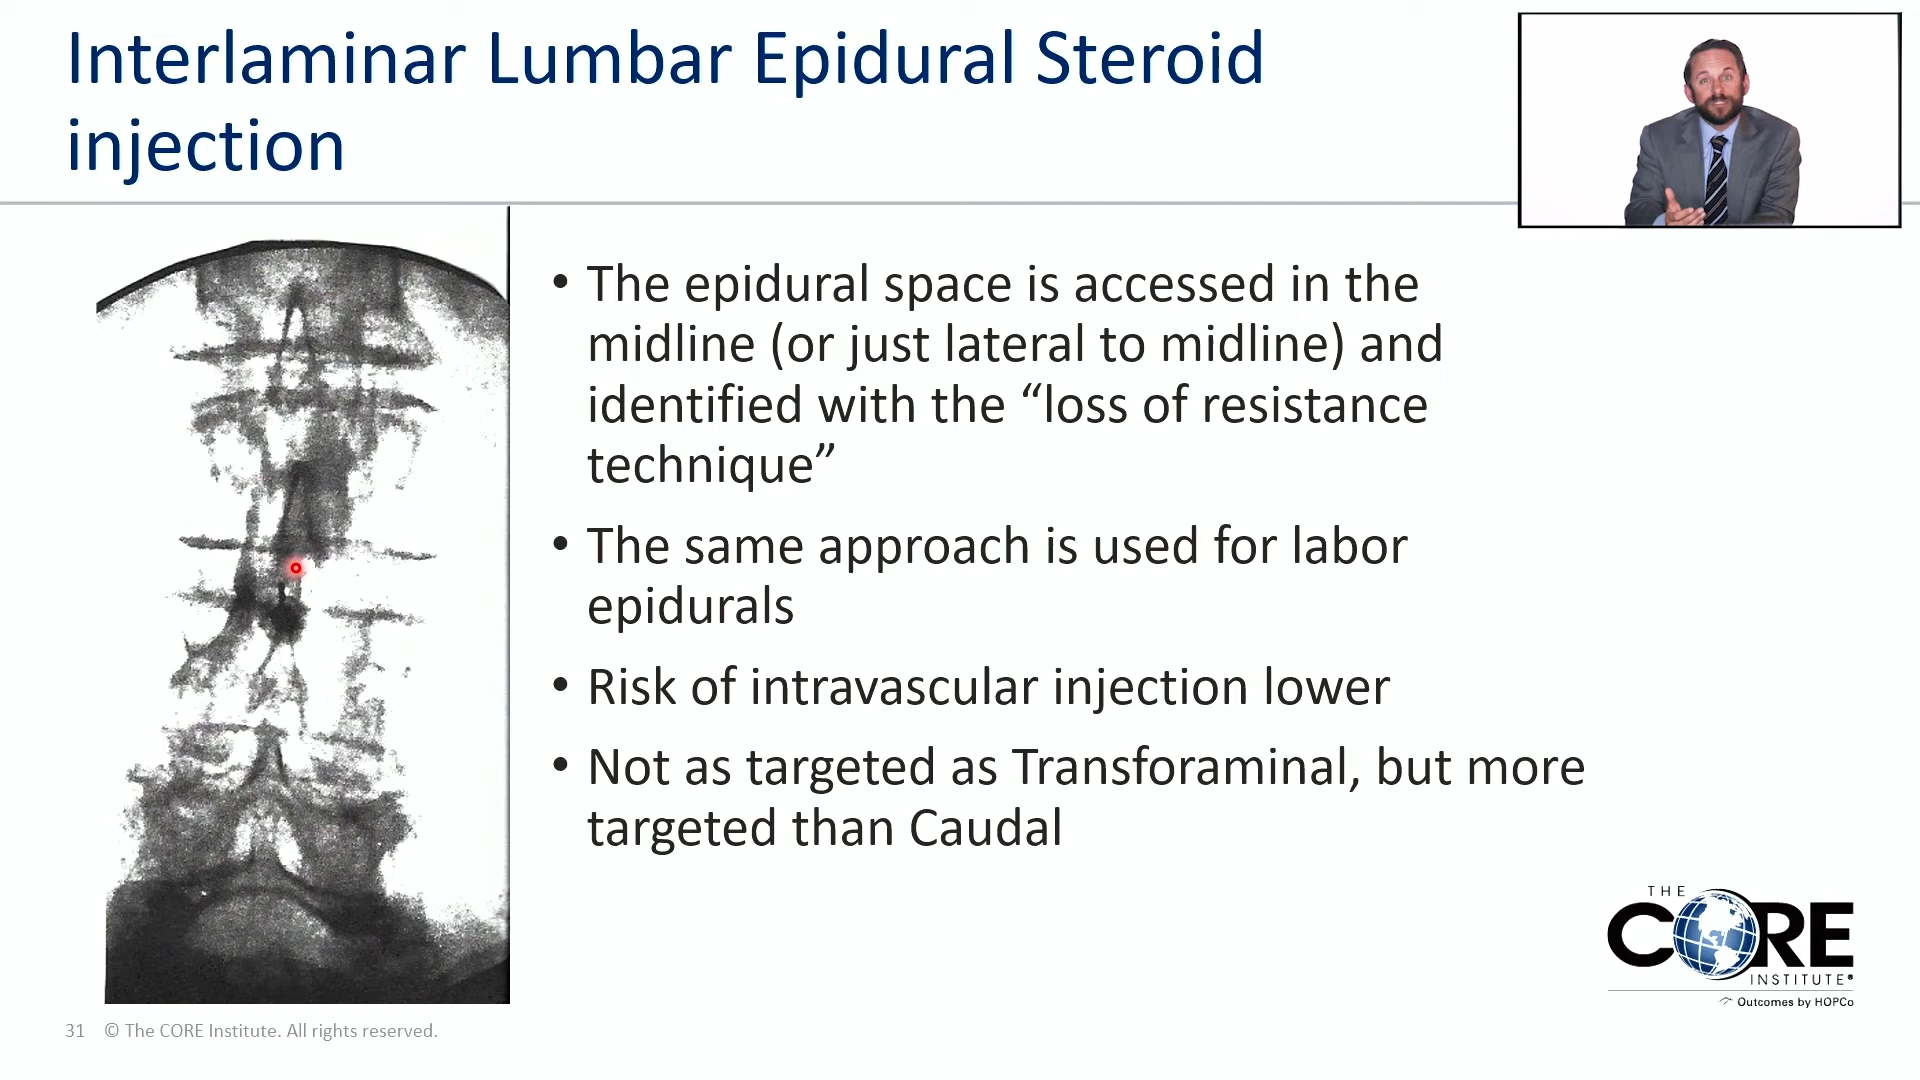 Interlaminar Lumbar Epidural Steroid
injection
• The epidural space is accessed in the
midline (or just lateral to midline) and
identified with the “loss of resistance
technique”
• The same approach is used for labor
epidurals
• Risk of intravascular injection lower
• Not as targeted as Transforaminal, but more
targeted than Caudal
THE
CORE
INSTITUTE®
Outcomes by HOPCo
31 © The CORE Institute. All rights reserved.